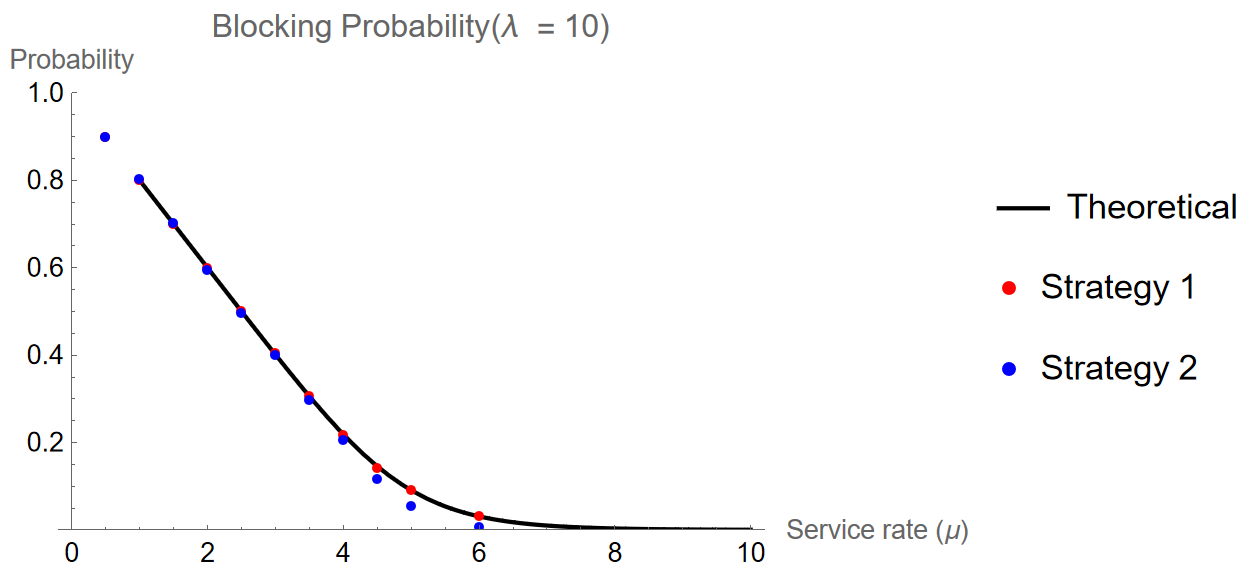 Blocking Probability(λ = 10)
Probability
1.0
0.8
0.6
0.4
0.2
0 2 4 6 8 10
Service rate (μ)
Theoretical
Strategy 1
Strategy 2